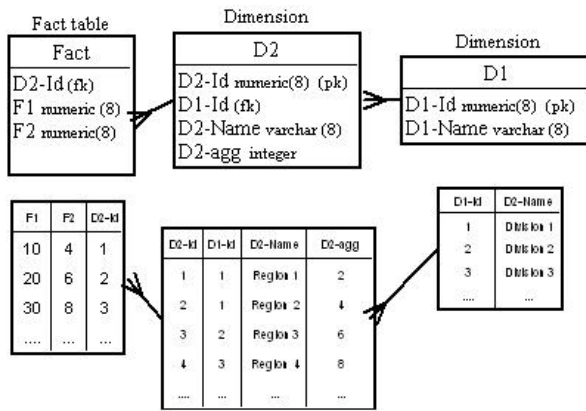 Fact table
Fact
D2-Id (fk)
F1 numeric (8)
F2 numeric(8)
Dimension
D2
D2-Id numeric(8) (pk)
D1-Id (fk)
D2-Name varchar (8)
D2-agg integer
Dimension
D1
D1-Id numeric(8) (pk)
D1-Name varchar (8)
F1 F2 D2-Id
10 4 1
20 6 2
30 8 3
.... ... ...
D2-Id D1-Id D2-Name D2-agg
1 1 Region 1 2
2 1 Region 2 4
3 2 Region 3 6
4 3 Region 4 8
.... ... .... ...
D1-Id D2-Name
1 Division 1
2 Division 2
3 Division 3
.... ...